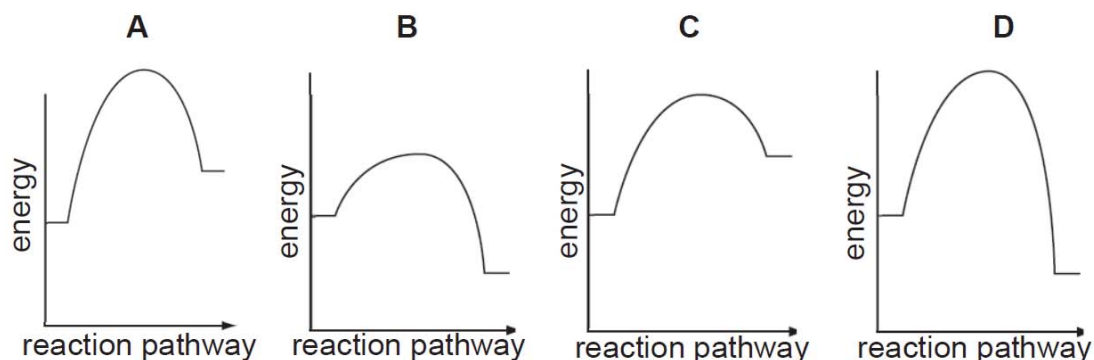 A
B
C
D
energy
energy
energy
energy
reaction pathway
reaction pathway
reaction pathway
reaction pathway